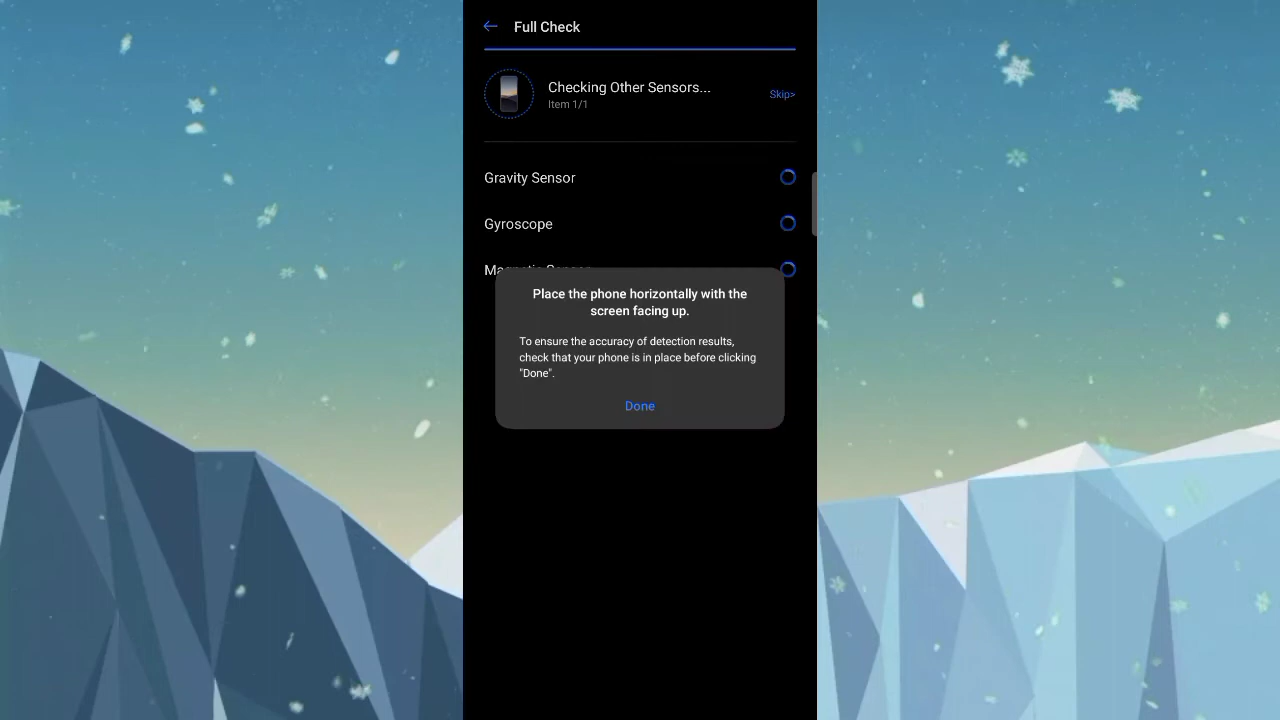 Full Check
Checking Other Sensors...
Item 1/1
Skip>
Gravity Sensor
Gyroscope
Magnetic Sensor
Place the phone horizontally with the
screen facing up.
To ensure the accuracy of detection results,
check that your phone is in place before clicking
"Done".
Done